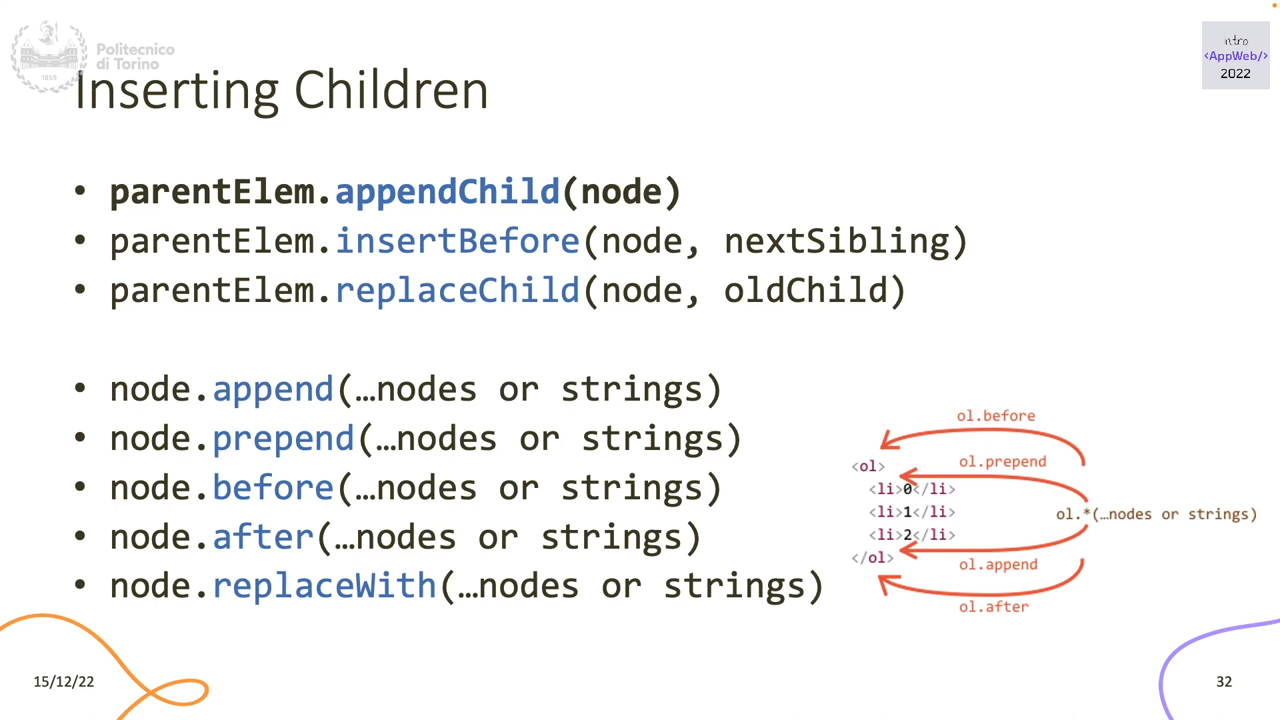 Politecnico
di Torino
1859
Intro
<AppWeb/>
2022
Inserting Children
• parentElem.appendChild(node)
• parentElem.insertBefore(node, nextSibling)
• parentElem.replaceChild(node, oldChild)
• node.append(…nodes or strings)
• node.prepend(…nodes or strings)
• node.before(…nodes or strings)
• node.after(…nodes or strings)
• node.replaceWith(…nodes or strings)
ol.before
<ol>
ol.prepend
<li>0</li>
<li>1</li>
ol.*(…nodes or strings)
<li>2</li>
</ol>
ol.append
ol.after
15/12/22
32